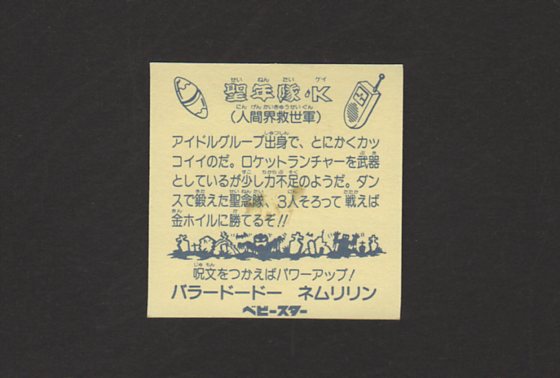 聖年隊・K
(人間界救世軍)
アイドルグループ出身で、とにかくカッ
コイイのだ。ロケットランチャーを武器
としているが少し力不足のようだ。ダン
スで鍛えた聖念隊、3人そろって戦えば
金ホイルに勝てるぞ!!
呪文をつかえばパワーアップ!
バラードードー ネムリリン
ベビースター